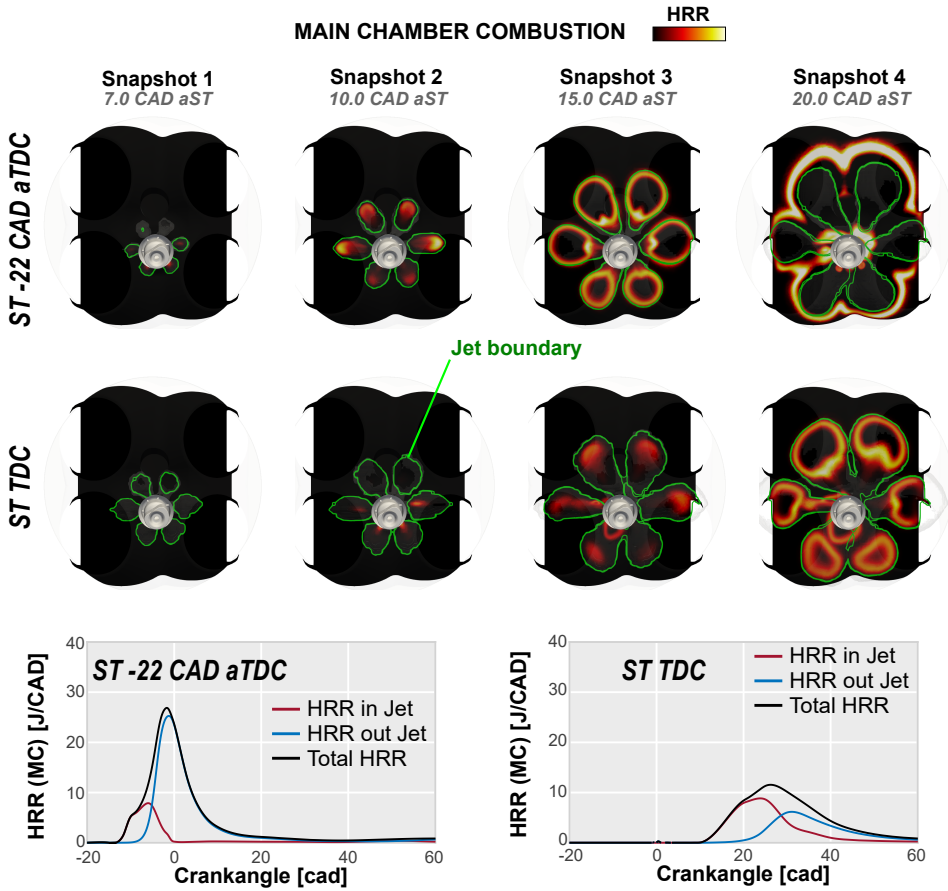 MAIN CHAMBER COMBUSTION HRR
Snapshot 1 Snapshot 2 Snapshot 3 Snapshot 4
7.0 CAD aST 10.0 CAD aST 15.0 CAD aST 20.0 CAD aST
ST -22 CAD aTDC
Jet boundary
ST TDC
HRR (MC) [J/CAD]
40
30
20
10
0
ST -22 CAD aTDC
HRR in Jet
HRR out Jet
Total HRR
-20 0 20 40 60
Crankangle [cad]
HRR (MC) [J/CAD]
40
30
20
10
0
ST TDC
HRR in Jet
HRR out Jet
Total HRR
-20 0 20 40 60
Crankangle [cad]